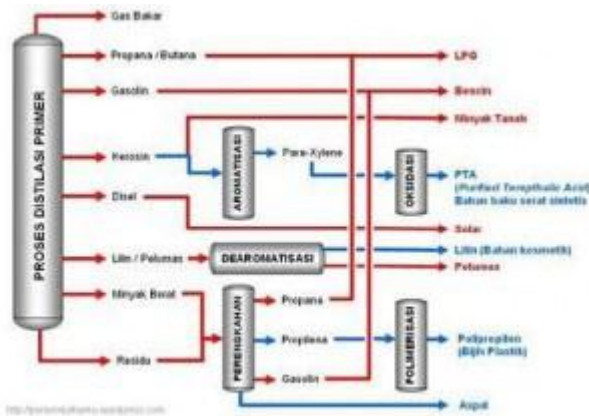 Gas Bakar
Propana / Butana
LPG
Gasolin
Bensin
Minyak Tanah
PROSES DISTILASI PRIMER
Kerosin
AROMATISASI
Para-Xylene
OKSIDASI
PTA
(Purified Terepthalic Acid)
Bahan baku serat sintetis
Disel
Solar
Lilin / Pelumas
DEAROMATISASI
Lilin (Bahan kosmetik)
Pelumas
Minyak Berat
PERENGKAHAN
Propana
Propilena
POLIMERISASI
Polipropilen
(Bijih Plastik)
Residu
Gasolin
Aspal